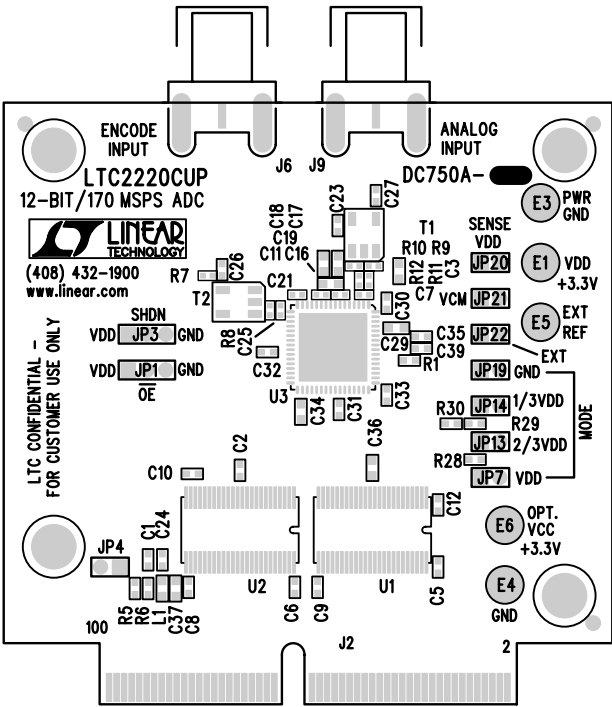 ENCODE
INPUT
J6
J9
ANALOG
INPUT
LTC2220CUP
12-BIT/170 MSPS ADC
DC750A-
LINEAR
TECHNOLOGY
(408) 432-1900
www.linear.com
E3
PWR
GND
C27
C23
C17
C18
C19
C11
C16
T1
R10
R9
R12
R11
C3
C7
SENSE
VDD
JP20
E1
VDD
+3.3V
R7
C26
T2
C21
C30
VCM
JP21
E5
EXT
REF
SHDN
VDD
JP3
GND
R8
C25
C29
C35
C39
JP22
EXT
VDD
JP1
GND
OE
C32
R1
JP19
GND
U3
C34
C31
C33
JP14
1/3VDD
R30
R29
MODE
JP13
2/3VDD
R28
JP7
VDD
LTC CONFIDENTIAL -
FOR CUSTOMER USE ONLY
C10
C2
C36
C12
E6
OPT.
VCC
+3.3V
JP4
C1
C24
U2
U1
C5
E4
GND
R5
R6
L1
C37
C8
C6
C9
100
J2
2